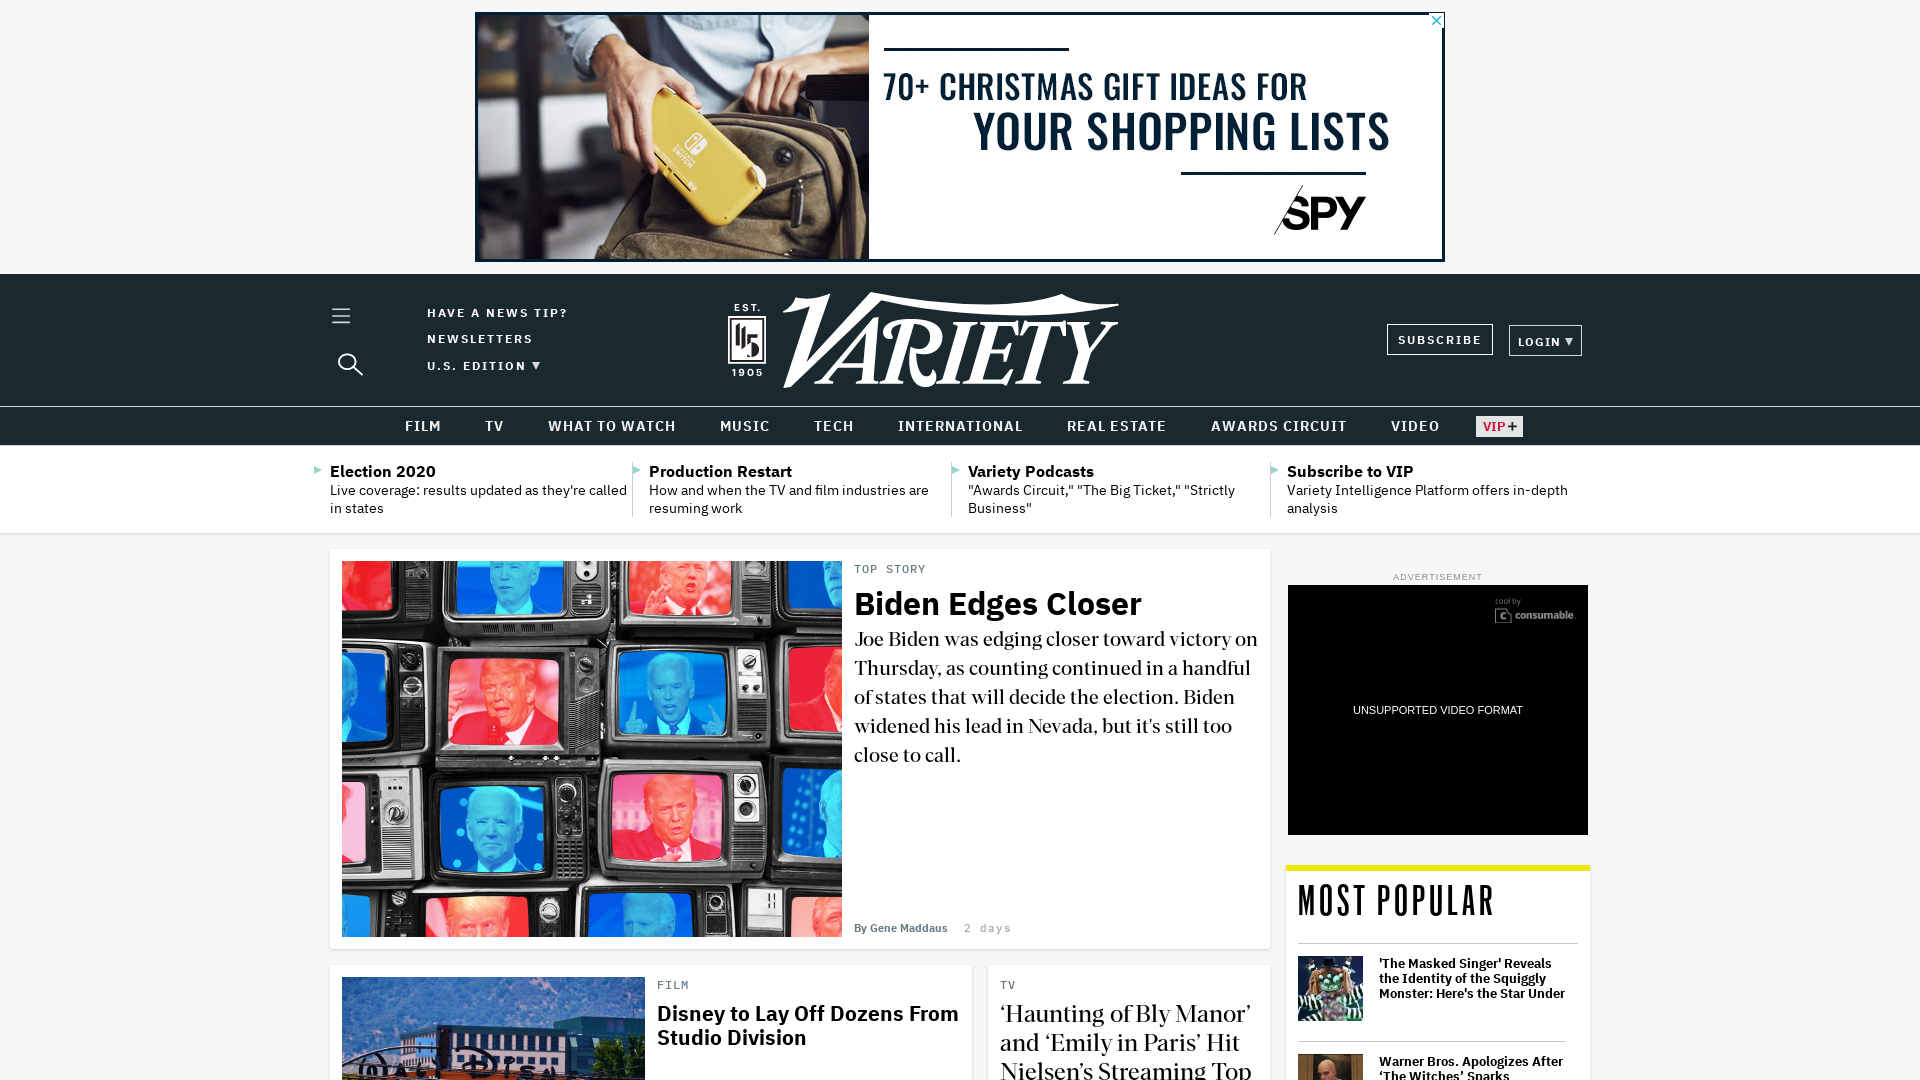 70+ CHRISTMAS GIFT IDEAS FOR
YOUR SHOPPING LISTS
SPY
HAVE A NEWS TIP?
NEWSLETTERS
U.S. EDITION ▼
EST.
115
1905
VARIETY
SUBSCRIBE
LOGIN ▼
FILM
TV
WHAT TO WATCH
MUSIC
TECH
INTERNATIONAL
REAL ESTATE
AWARDS CIRCUIT
VIDEO
VIP+
Election 2020
Live coverage: results updated as they're called
in states
Production Restart
How and when the TV and film industries are
resuming work
Variety Podcasts
"Awards Circuit," "The Big Ticket," "Strictly
Business"
Subscribe to VIP
Variety Intelligence Platform offers in-depth
analysis
TOP STORY
Biden Edges Closer
Joe Biden was edging closer toward victory on
Thursday, as counting continued in a handful
of states that will decide the election. Biden
widened his lead in Nevada, but it's still too
close to call.
By Gene Maddaus 2 days
ADVERTISEMENT
cool by
consumable
UNSUPPORTED VIDEO FORMAT
MOST POPULAR
'The Masked Singer' Reveals
the Identity of the Squiggly
Monster: Here's the Star Under
Warner Bros. Apologizes After
‘The Witches’ Sparks
FILM
Disney to Lay Off Dozens From
Studio Division
TV
‘Haunting of Bly Manor’
and ‘Emily in Paris’ Hit
Nielsen’s Streaming Top